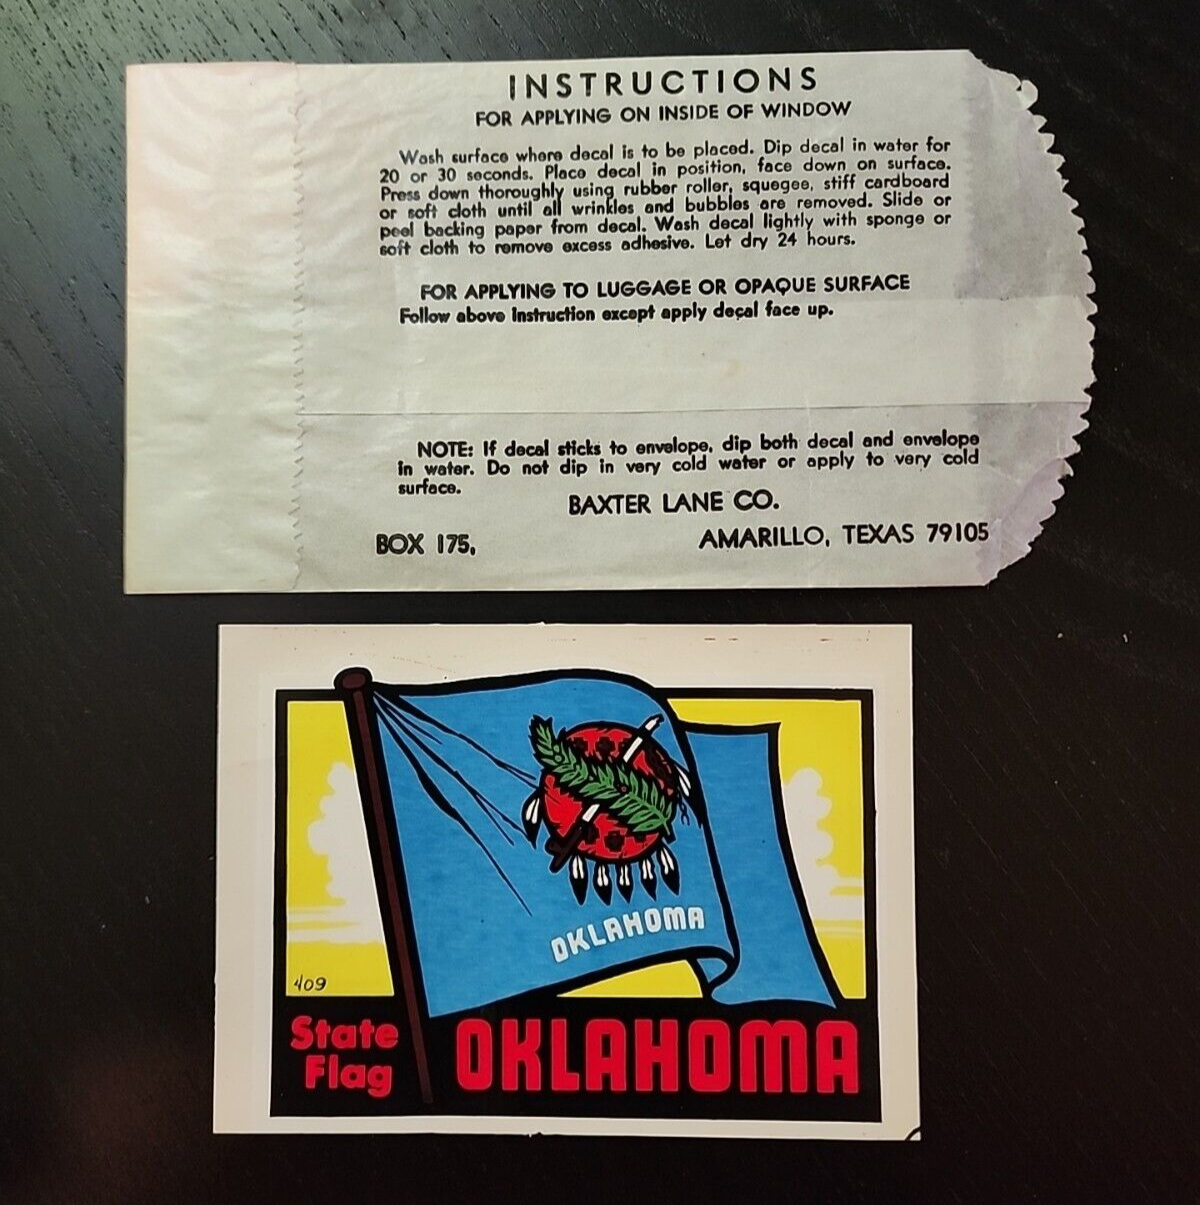 INSTRUCTIONS
FOR APPLYING ON INSIDE OF WINDOW
Wash surface where decal is to be placed. Dip decal in water for
20 or 30 seconds. Place decal in position, face down on surface.
Press down thoroughly using rubber roller, squegee, stiff cardboard
or soft cloth until all wrinkles and bubbles are removed. Slide or
peel backing paper from decal. Wash decal lightly with sponge or
soft cloth to remove excess adhesive. Let dry 24 hours.
FOR APPLYING TO LUGGAGE OR OPAQUE SURFACE
Follow above instruction except apply decal face up.
NOTE: If decal sticks to envelope, dip both decal and envelope
in water. Do not dip in very cold water or apply to very cold
surface.
BAXTER LANE CO.
BOX 175, AMARILLO, TEXAS 79105
OKLAHOMA
409
State
Flag
OKLAHOMA